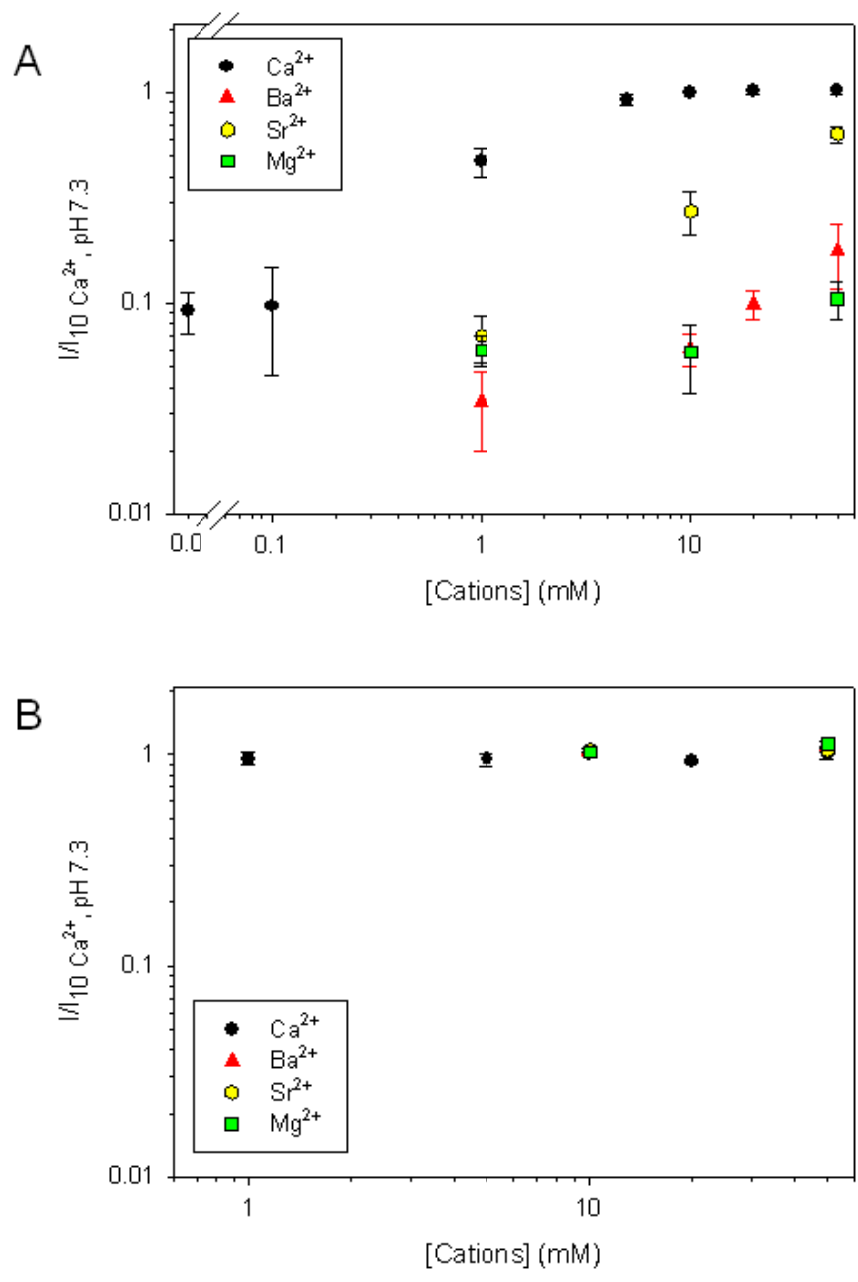 A
Ca²⁺
Ba²⁺
Sr²⁺
Mg²⁺
1
0.1
0.01
I/I₁₀ Ca²⁺, pH 7.3
0.0 0.1 1 10
[Cations] (mM)
B
1
0.1
0.01
I/I₁₀ Ca²⁺, pH 7.3
Ca²⁺
Ba²⁺
Sr²⁺
Mg²⁺
1 10
[Cations] (mM)